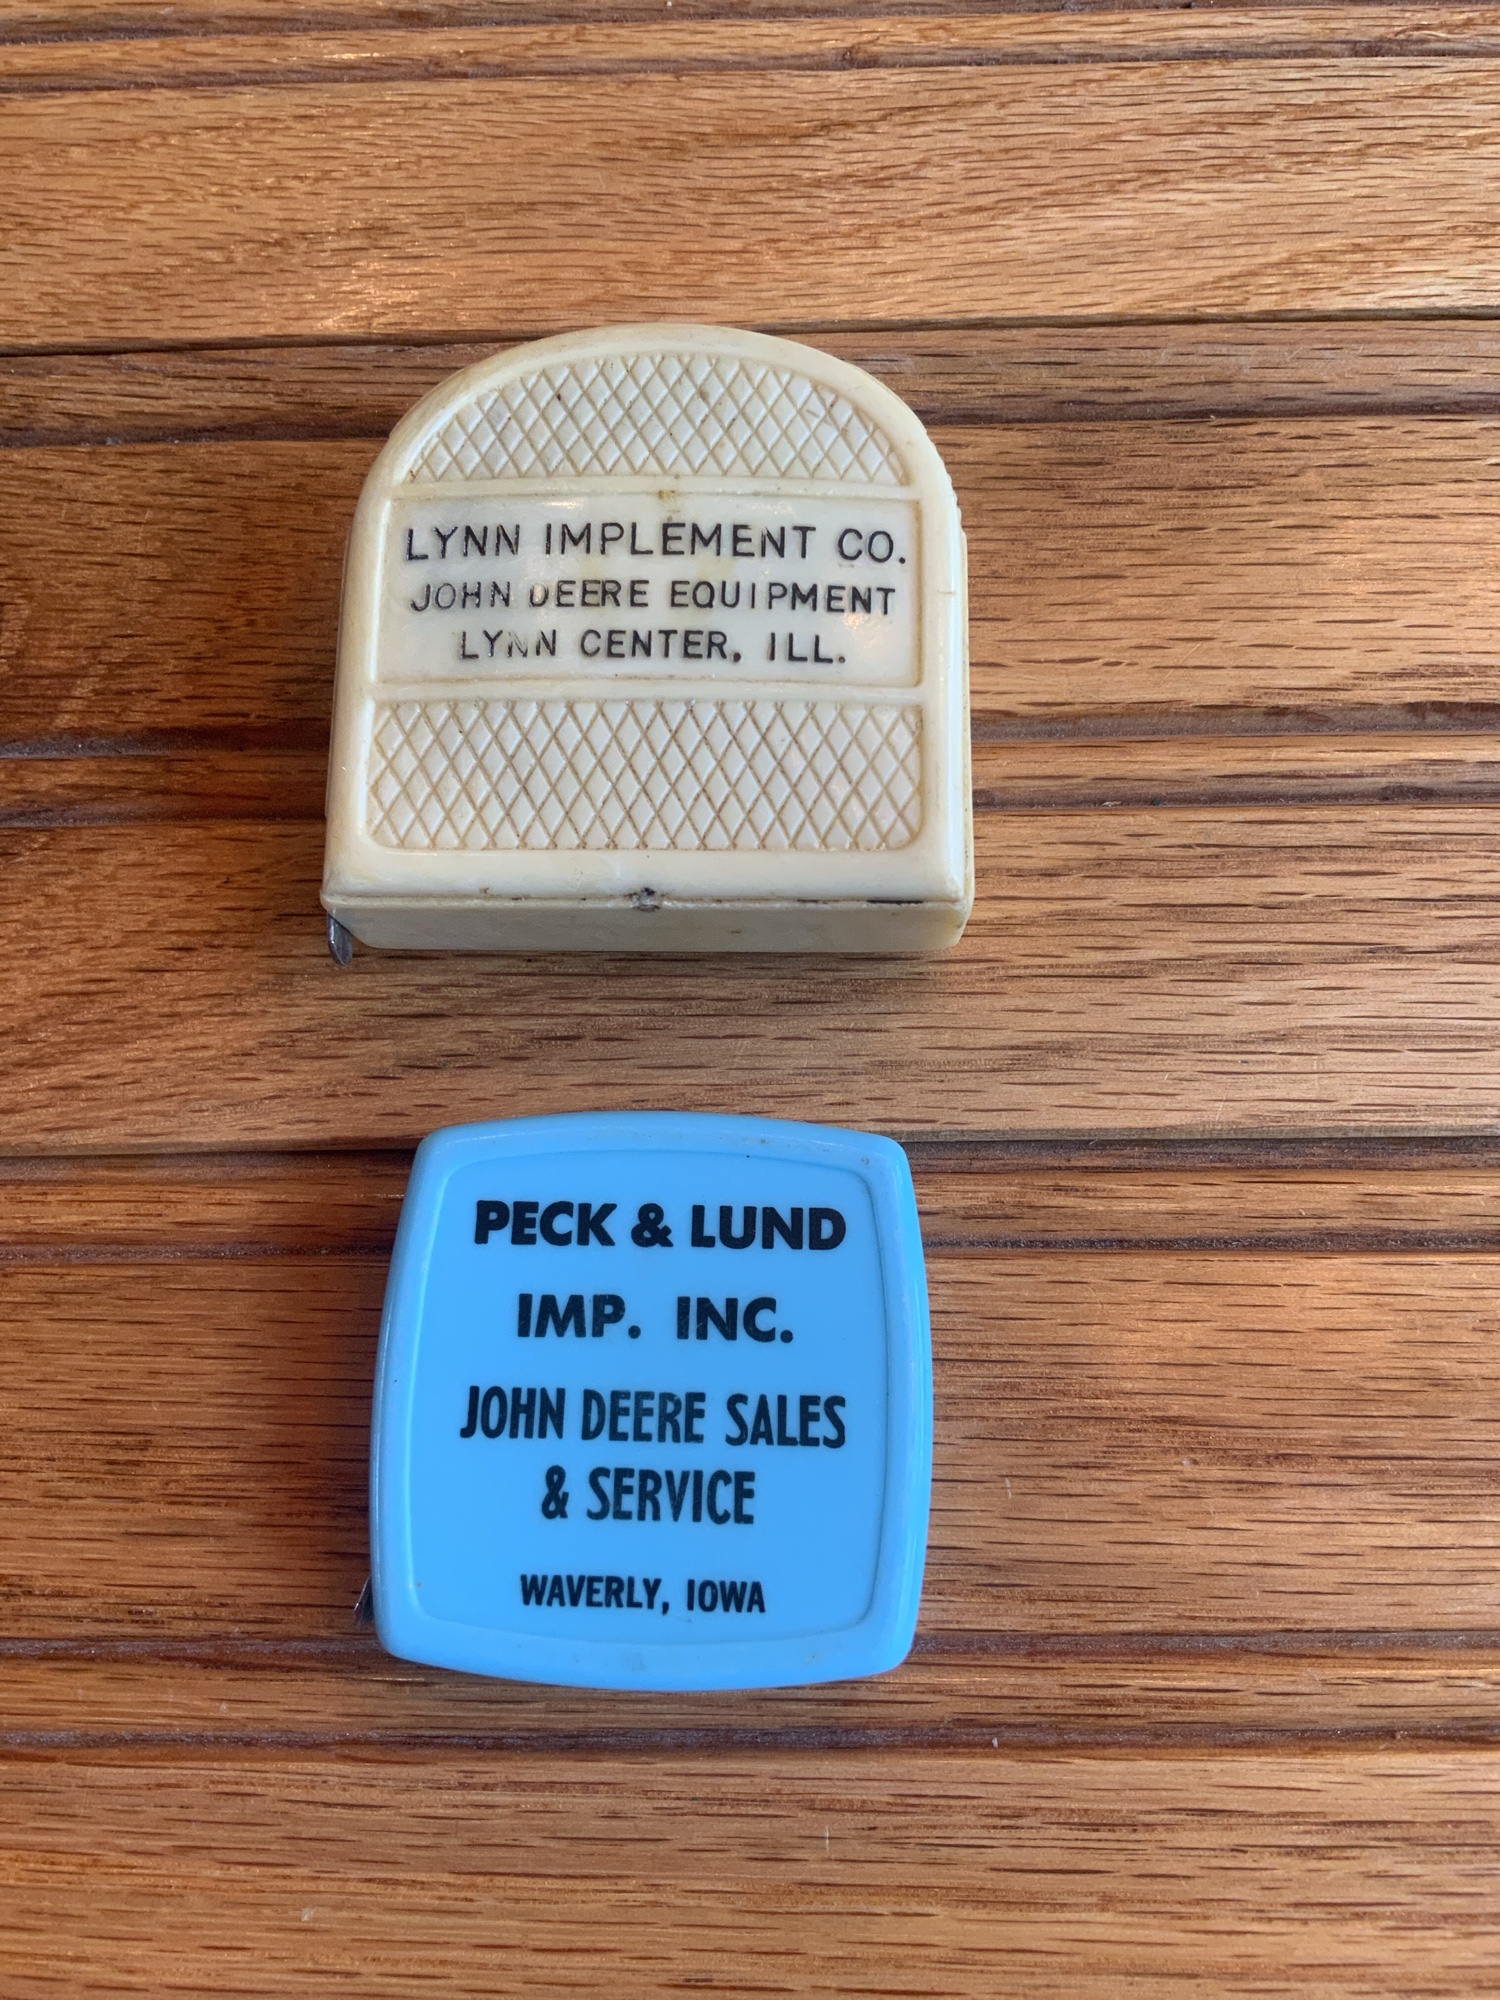 LYNN IMPLEMENT CO.
JOHN DEERE EQUIPMENT
LYNN CENTER, ILL.
PECK & LUND
IMP. INC.
JOHN DEERE SALES
& SERVICE
WAVERLY, IOWA